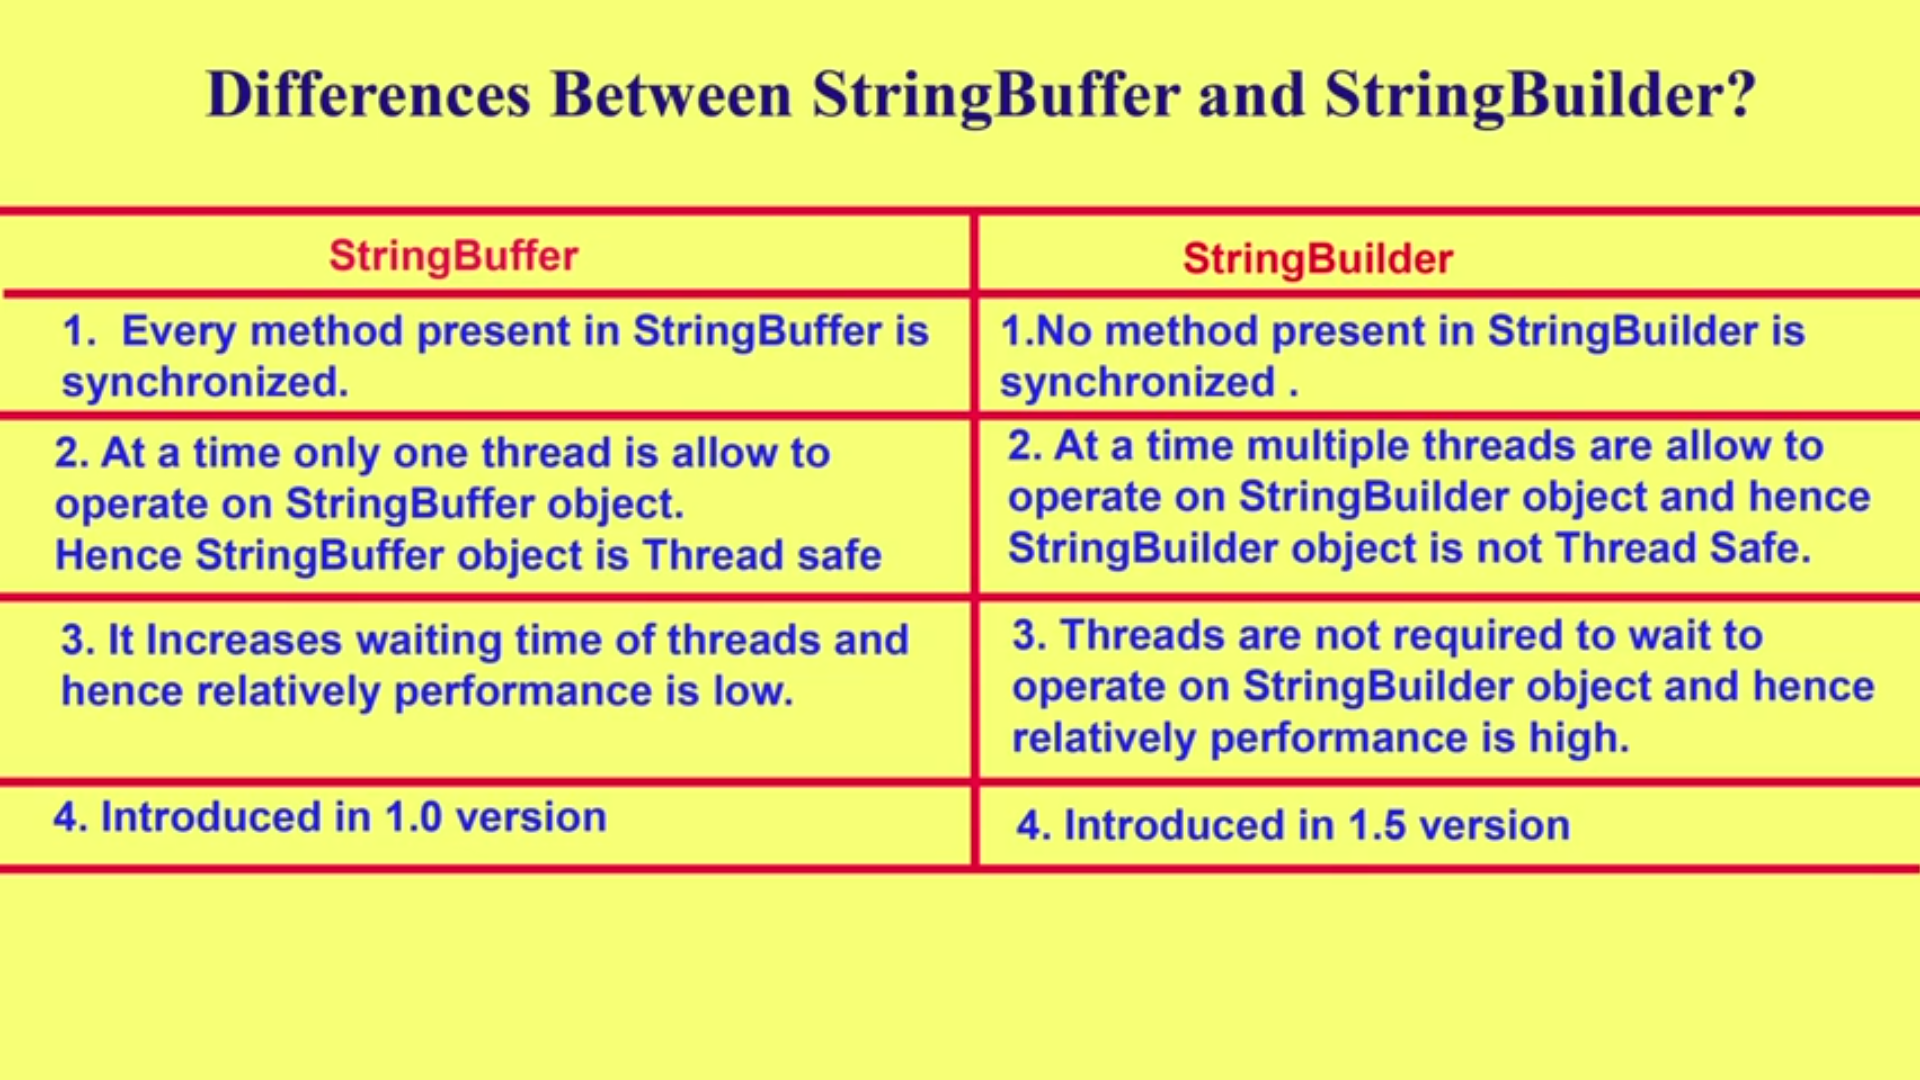 Differences Between StringBuffer and StringBuilder?
StringBuffer
StringBuilder
1. Every method present in StringBuffer is
synchronized.
1.No method present in StringBuilder is
synchronized .
2. At a time only one thread is allow to
operate on StringBuffer object.
Hence StringBuffer object is Thread safe
2. At a time multiple threads are allow to
operate on StringBuilder object and hence
StringBuilder object is not Thread Safe.
3. It Increases waiting time of threads and
hence relatively performance is low.
3. Threads are not required to wait to
operate on StringBuilder object and hence
relatively performance is high.
4. Introduced in 1.0 version
4. Introduced in 1.5 version